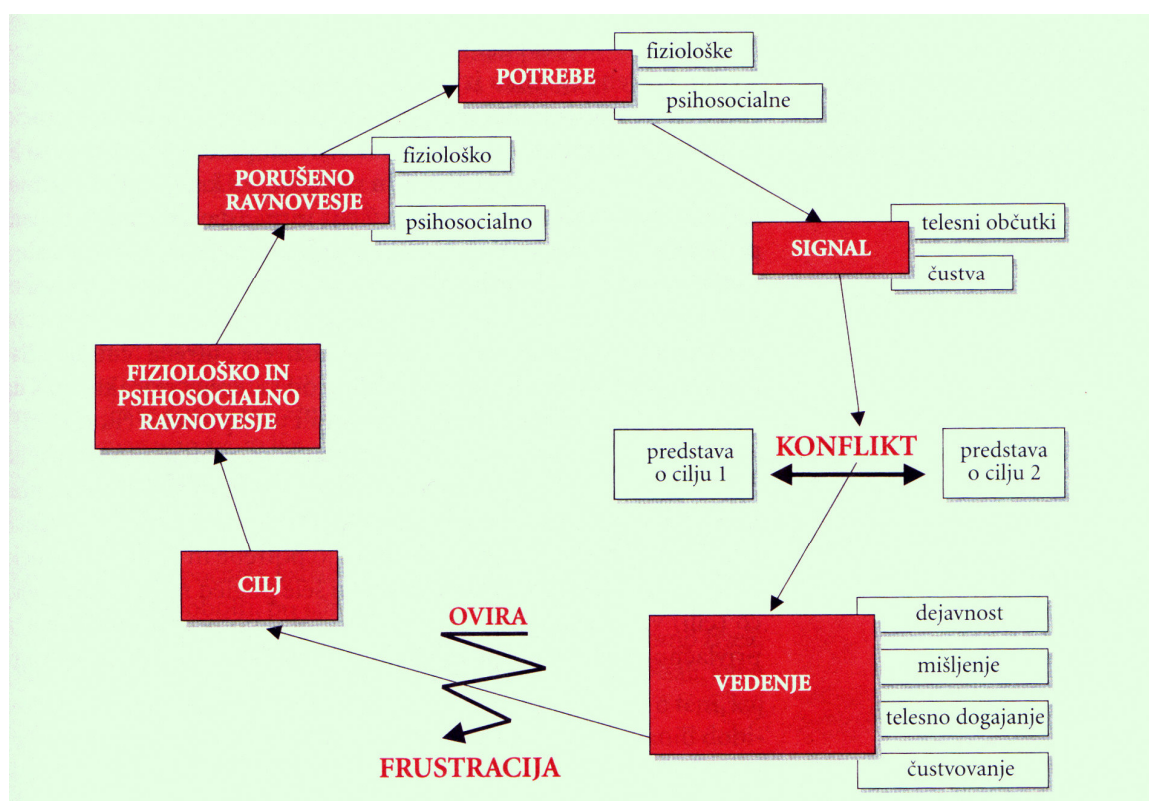 POTREBE
fiziološke
psihosocialne
PORUŠENO
RAVNOVESJE
fiziološko
psihosocialno
SIGNAL
telesni občutki
čustva
FIZIOLOŠKO IN
PSIHOSOCIALNO
RAVNOVESJE
predstava
o cilju 1
KONFLIKT
predstava
o cilju 2
CILJ
OVIRA
FRUSTRACIJA
VEDENJE
dejavnost
mišljenje
telesno dogajanje
čustvovanje